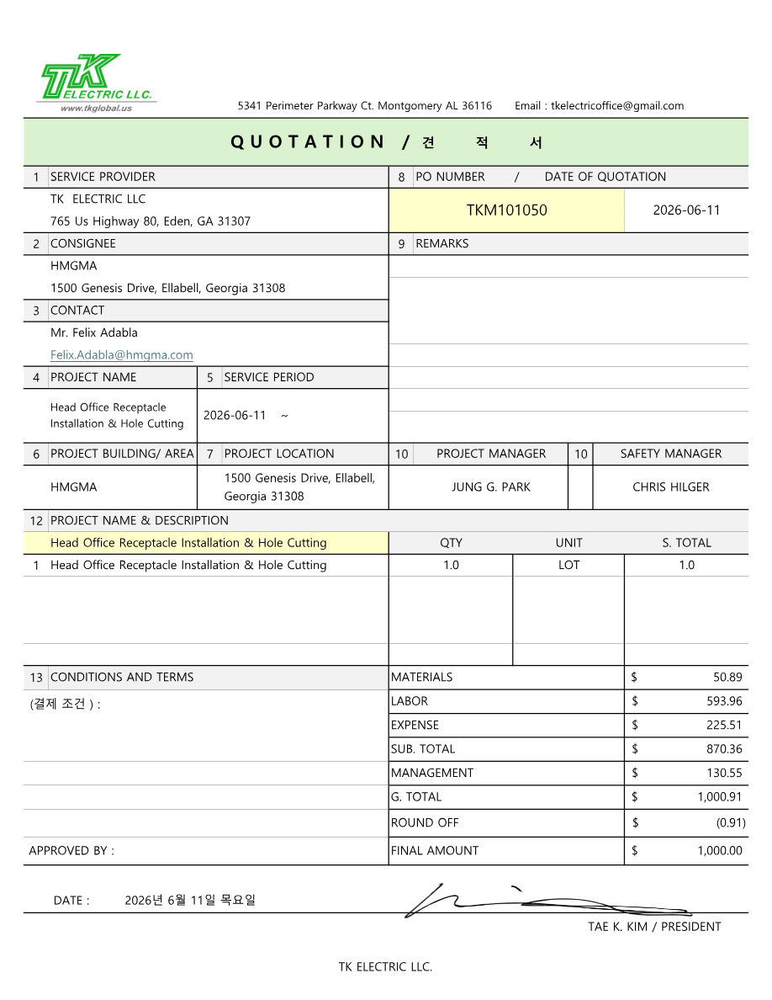 TK
ELECTRIC LLC.
www.tkglobal.us
5341 Perimeter Parkway Ct. Montgomery AL 36116 Email : tkelectricoffice@gmail.com
QUOTATION / 견 적 서
1 SERVICE PROVIDER
TK ELECTRIC LLC
765 Us Highway 80, Eden, GA 31307
8 PO NUMBER / DATE OF QUOTATION
TKM101050 2026-06-11
2 CONSIGNEE
HMGMA
1500 Genesis Drive, Ellabell, Georgia 31308
9 REMARKS
3 CONTACT
Mr. Felix Adabla
Felix.Adabla@hmgma.com
4 PROJECT NAME 5 SERVICE PERIOD
Head Office Receptacle
Installation & Hole Cutting
2026-06-11 ~
6 PROJECT BUILDING/ AREA 7 PROJECT LOCATION 10 PROJECT MANAGER 10 SAFETY MANAGER
HMGMA
1500 Genesis Drive, Ellabell,
Georgia 31308
JUNG G. PARK CHRIS HILGER
12 PROJECT NAME & DESCRIPTION
Head Office Receptacle Installation & Hole Cutting QTY UNIT S. TOTAL
1 Head Office Receptacle Installation & Hole Cutting 1.0 LOT 1.0
13 CONDITIONS AND TERMS
(결제 조건 ) :
MATERIALS $ 50.89
LABOR $ 593.96
EXPENSE $ 225.51
SUB. TOTAL $ 870.36
MANAGEMENT $ 130.55
G. TOTAL $ 1,000.91
ROUND OFF $ (0.91)
APPROVED BY : FINAL AMOUNT $ 1,000.00
DATE : 2026년 6월 11일 목요일
TAE K. KIM / PRESIDENT
TK ELECTRIC LLC.